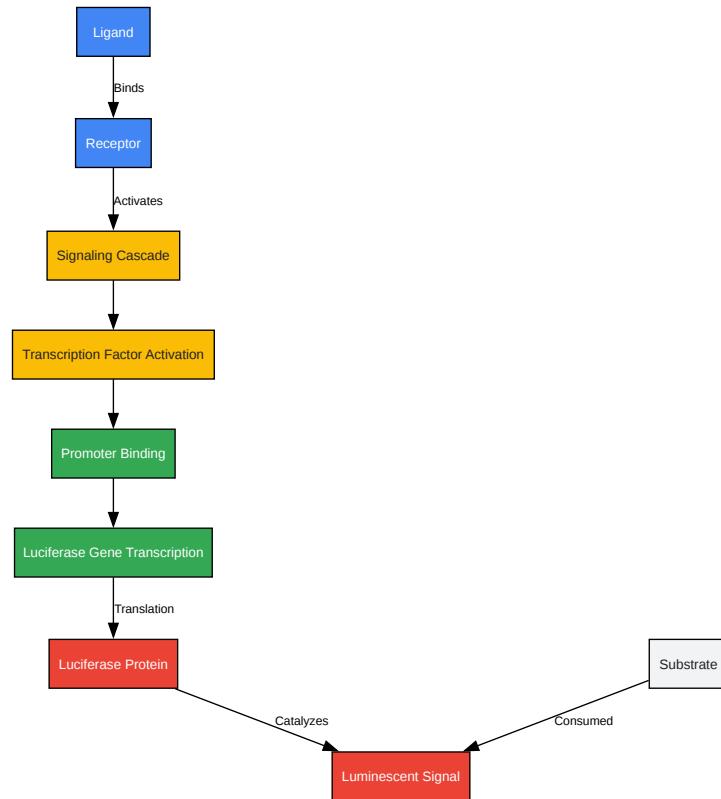 Ligand
Binds
Receptor
Activates
Signaling Cascade
Transcription Factor Activation
Promoter Binding
Luciferase Gene Transcription
Translation
Luciferase Protein
Substrate
Catalyzes
Consumed
Luminescent Signal